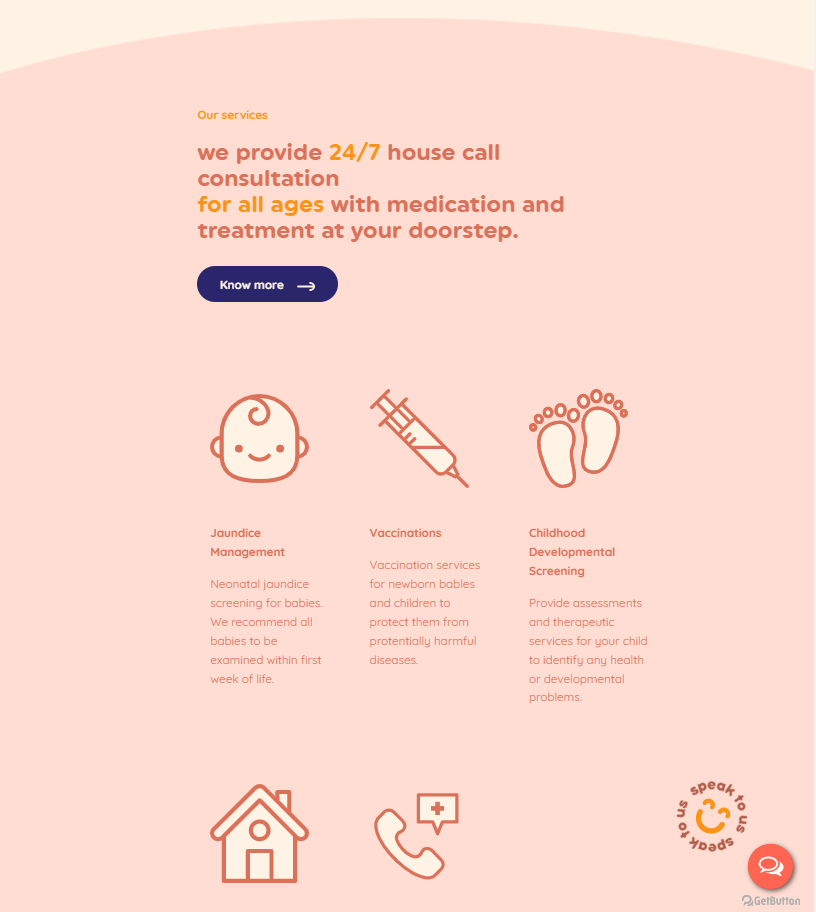 Our services
we provide 24/7 house call
consultation
for all ages with medication and
treatment at your doorstep.
Know more
Jaundice
Management
Neonatal jaundice
screening for babies.
We recommend all
babies to be
examined within first
week of life.
Vaccinations
Vaccination services
for newborn bables
and children to
protect them from
protentially harmful
diseases.
Childhood
Developmental
Screening
Provide assessments
and therapeutic
services for your child
to identify any health
or developmental
problems.
speak to us speak to us
GetButton